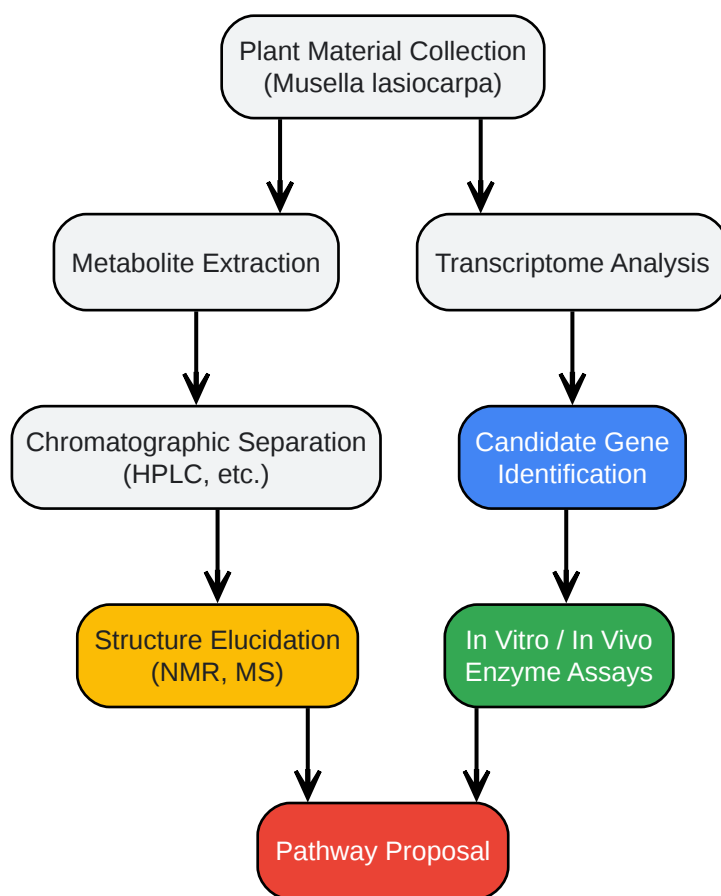 Plant Material Collection
(Musella lasiocarpa)
Metabolite Extraction
Transcriptome Analysis
Chromatographic Separation
(HPLC, etc.)
Candidate Gene
Identification
Structure Elucidation
(NMR, MS)
In Vitro / In Vivo
Enzyme Assays
Pathway Proposal